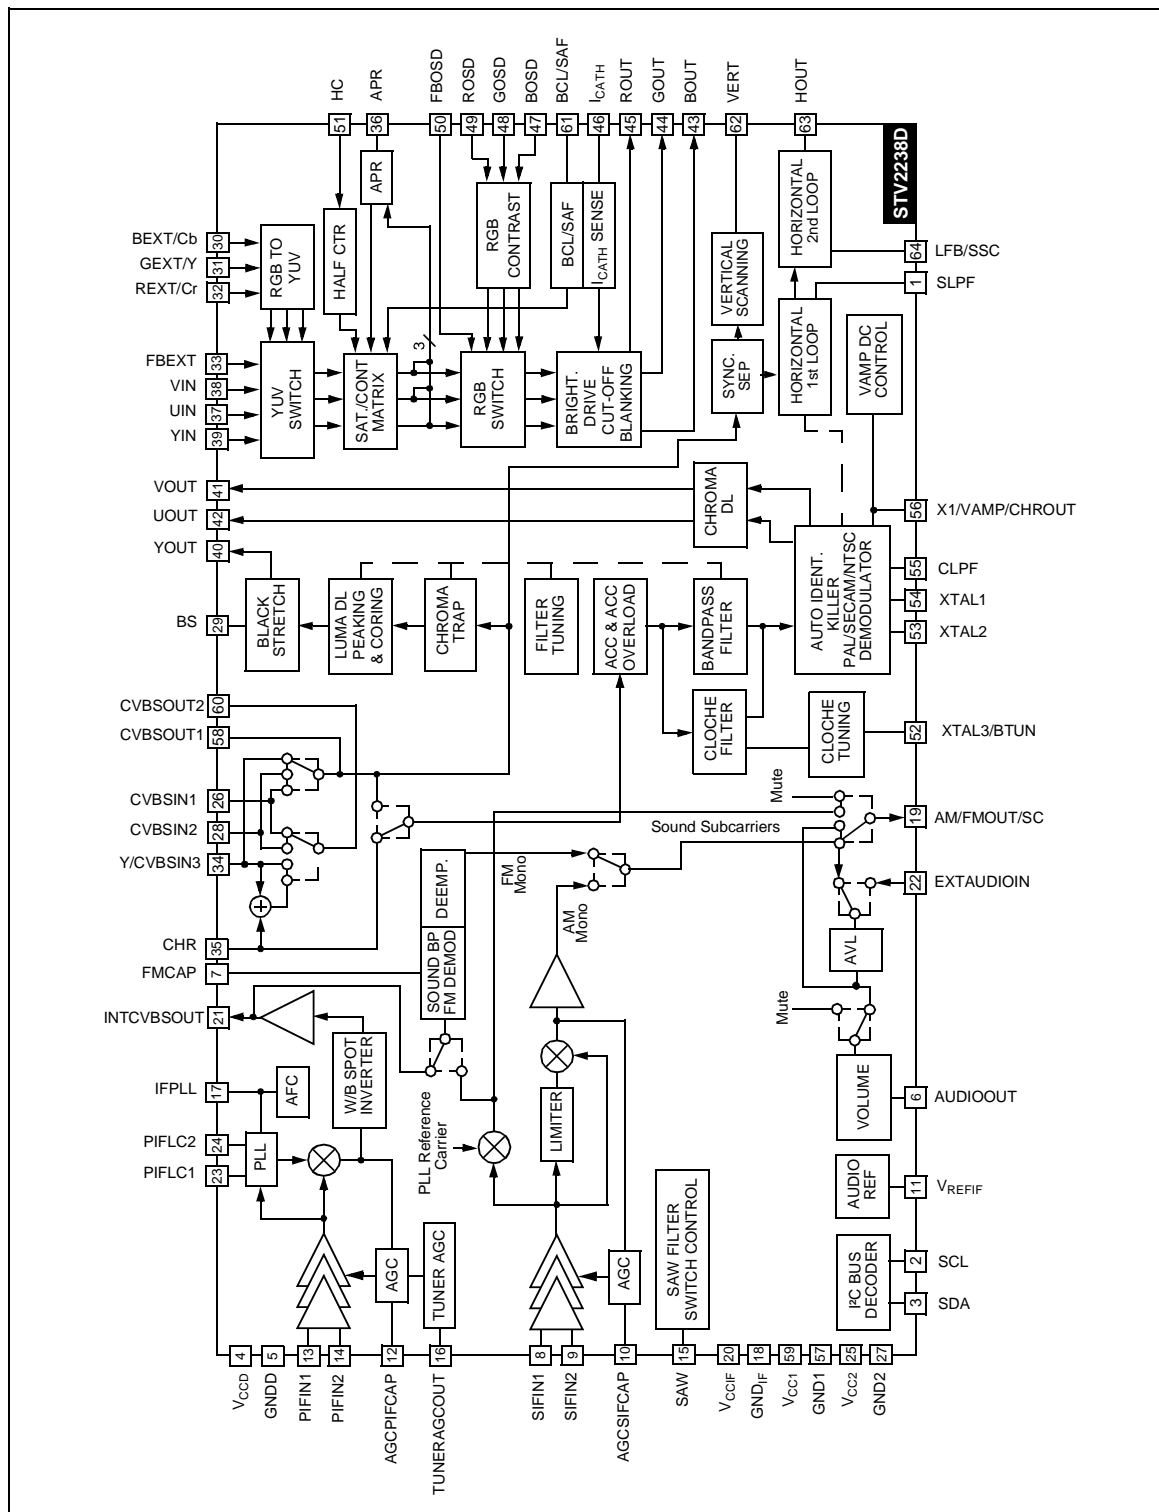 HC
APR
FBOSD
ROSD
GOSD
BOSD
BCL/SAF
ICATH
ROUT
GOUT
BOUT
VERT
HOUT
51
36
50
49
48
47
61
46
45
44
43
62
63
STV2238D
BEXT/Cb
30
GEXT/Y
31
REXT/Cr
32
FBEXT
33
VIN
38
UIN
37
YIN
39
VOUT
41
UOUT
42
YOUT
40
BS
29
CVBSOUT2
60
CVBSOUT1
58
CVBSIN1
26
CVBSIN2
28
Y/CVBSIN3
34
CHR
35
FMCAP
7
INTCVBSOUT
21
IFPLL
17
PIFLC2
24
PIFLC1
23
RGB TO
YUV
HALF CTR
APR
RGB
CONTRAST
BCL/SAF
ICATH SENSE
VERTICAL
SCANNING
HORIZONTAL
2nd LOOP
YUV
SWITCH
SAT./CONT
MATRIX
3
RGB
SWITCH
BRIGHT.
DRIVE
CUT-OFF
BLANKING
SYNC.
SEP
HORIZONTAL
1st LOOP
VAMP DC
CONTROL
CHROMA
DL
BLACK
STRETCH
LUMA DL
PEAKING
& CORING
CHROMA
TRAP
FILTER
TUNING
ACC & ACC
OVERLOAD
BANDPASS
FILTER
AUTO IDENT.
KILLER
PAL/SECAM/NTSC
DEMODULATOR
CLOCHE
FILTER
CLOCHE
TUNING
Mute
Sound Subcarriers
+
DEEMP.
SOUND BP
FM DEMOD
FM
Mono
AM
Mono
AVL
Mute
W/B SPOT
INVERTER
AFC
PLL
PLL Reference
Carrier
LIMITER
VOLUME
AUDIO
REF
AGC
TUNER AGC
AGC
SAW FILTER
SWITCH CONTROL
I²C BUS
DECODER
64
LFB/SSC
1
SLPF
56
X1/VAMP/CHROUT
55
CLPF
54
XTAL1
53
XTAL2
52
XTAL3/BTUN
19
AM/FMOUT/SC
22
EXTAUDIOIN
6
AUDIOOUT
11
VREFIF
2
SCL
3
SDA
4
5
13
14
12
16
8
9
10
15
20
18
59
57
25
27
VCCD
GNDD
PIFIN1
PIFIN2
AGCPIFCAP
TUNERAGCOUT
SIFIN1
SIFIN2
AGCSIFCAP
SAW
VCCIF
GNDIF
VCC1
GND1
VCC2
GND2